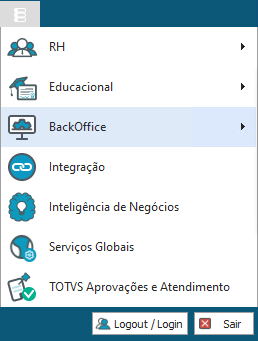 RH
Educacional
BackOffice
Integração
Inteligência de Negócios
Serviços Globais
TOTVS Aprovações e Atendimento
Logout / Login
Sair